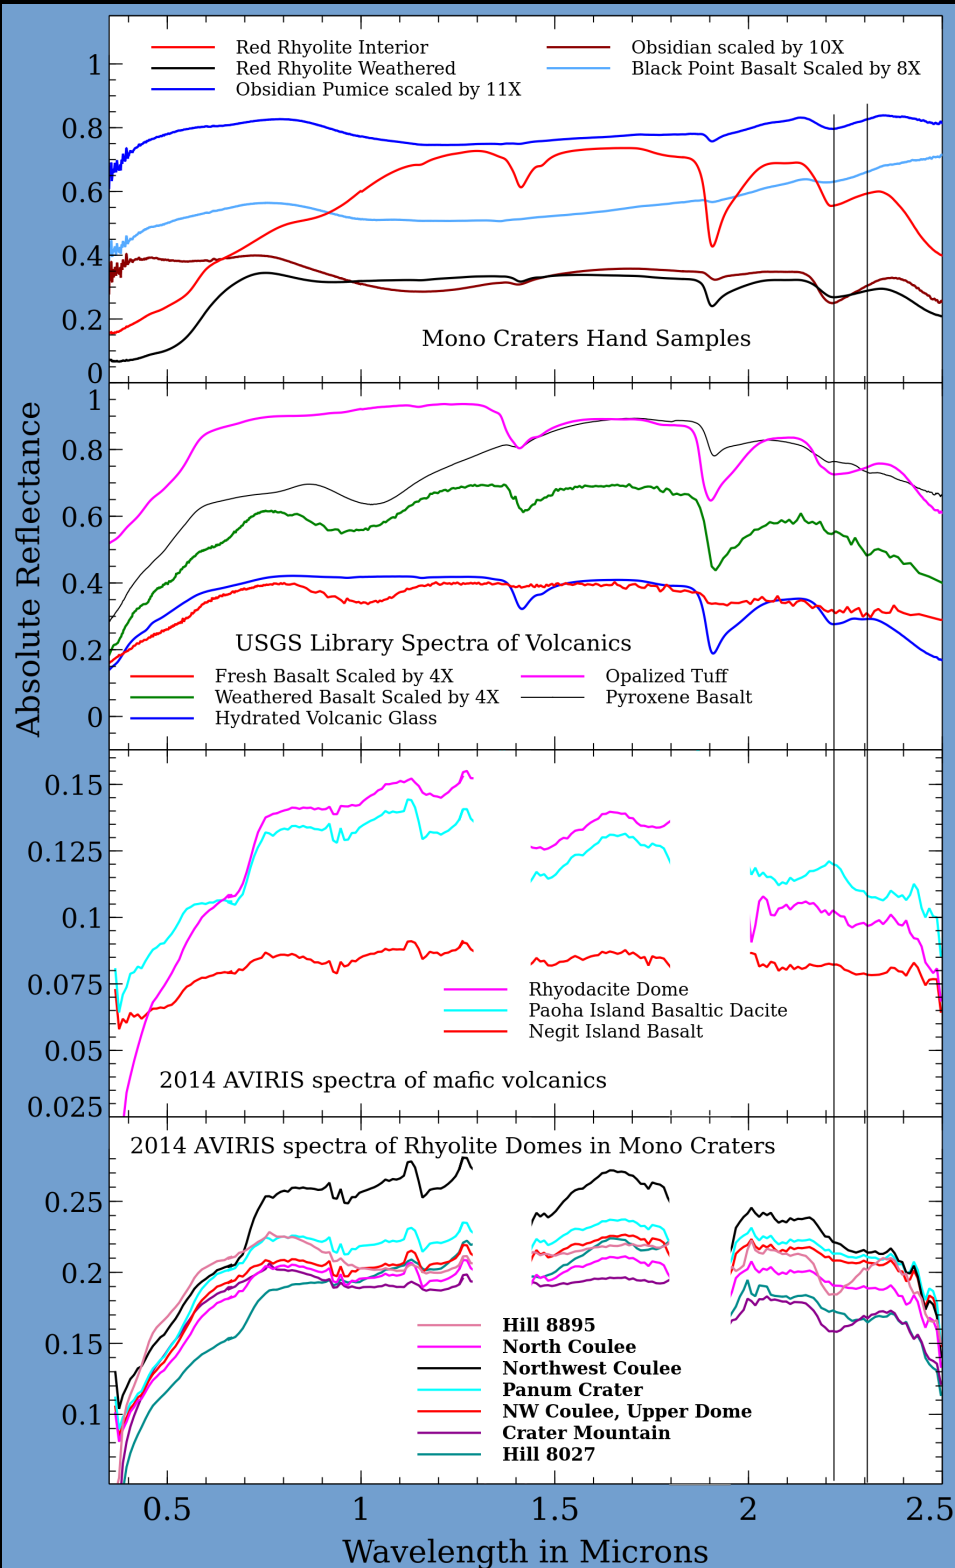 Absolute Reflectance
Red Rhyolite Interior
Red Rhyolite Weathered
Obsidian Pumice scaled by 11X
Obsidian scaled by 10X
Black Point Basalt Scaled by 8X
1
0.8
0.6
0.4
0.2
0
Mono Craters Hand Samples
1
0.8
0.6
0.4
0.2
0
USGS Library Spectra of Volcanics
Fresh Basalt Scaled by 4X
Weathered Basalt Scaled by 4X
Hydrated Volcanic Glass
Opalized Tuff
Pyroxene Basalt
0.15
0.125
0.1
0.075
0.05
0.025
Rhyodacite Dome
Paoha Island Basaltic Dacite
Negit Island Basalt
2014 AVIRIS spectra of mafic volcanics
2014 AVIRIS spectra of Rhyolite Domes in Mono Craters
0.25
0.2
0.15
0.1
Hill 8895
North Coulee
Northwest Coulee
Panum Crater
NW Coulee, Upper Dome
Crater Mountain
Hill 8027
0.5 1 1.5 2 2.5
Wavelength in Microns